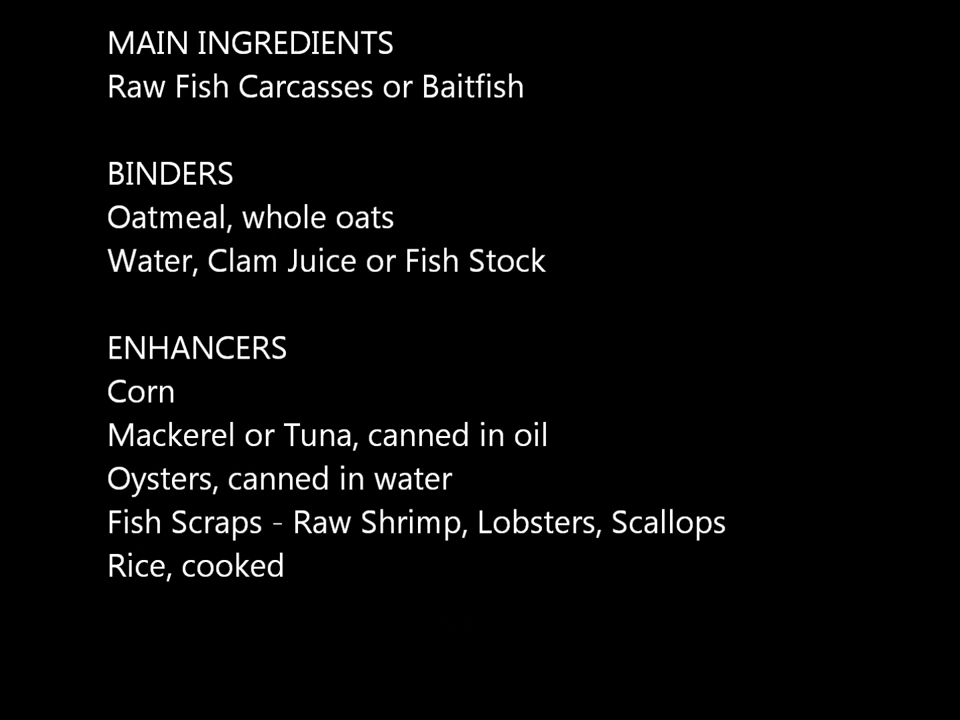 MAIN INGREDIENTS
Raw Fish Carcasses or Baitfish
BINDERS
Oatmeal, whole oats
Water, Clam Juice or Fish Stock
ENHANCERS
Corn
Mackerel or Tuna, canned in oil
Oysters, canned in water
Fish Scraps - Raw Shrimp, Lobsters, Scallops
Rice, cooked